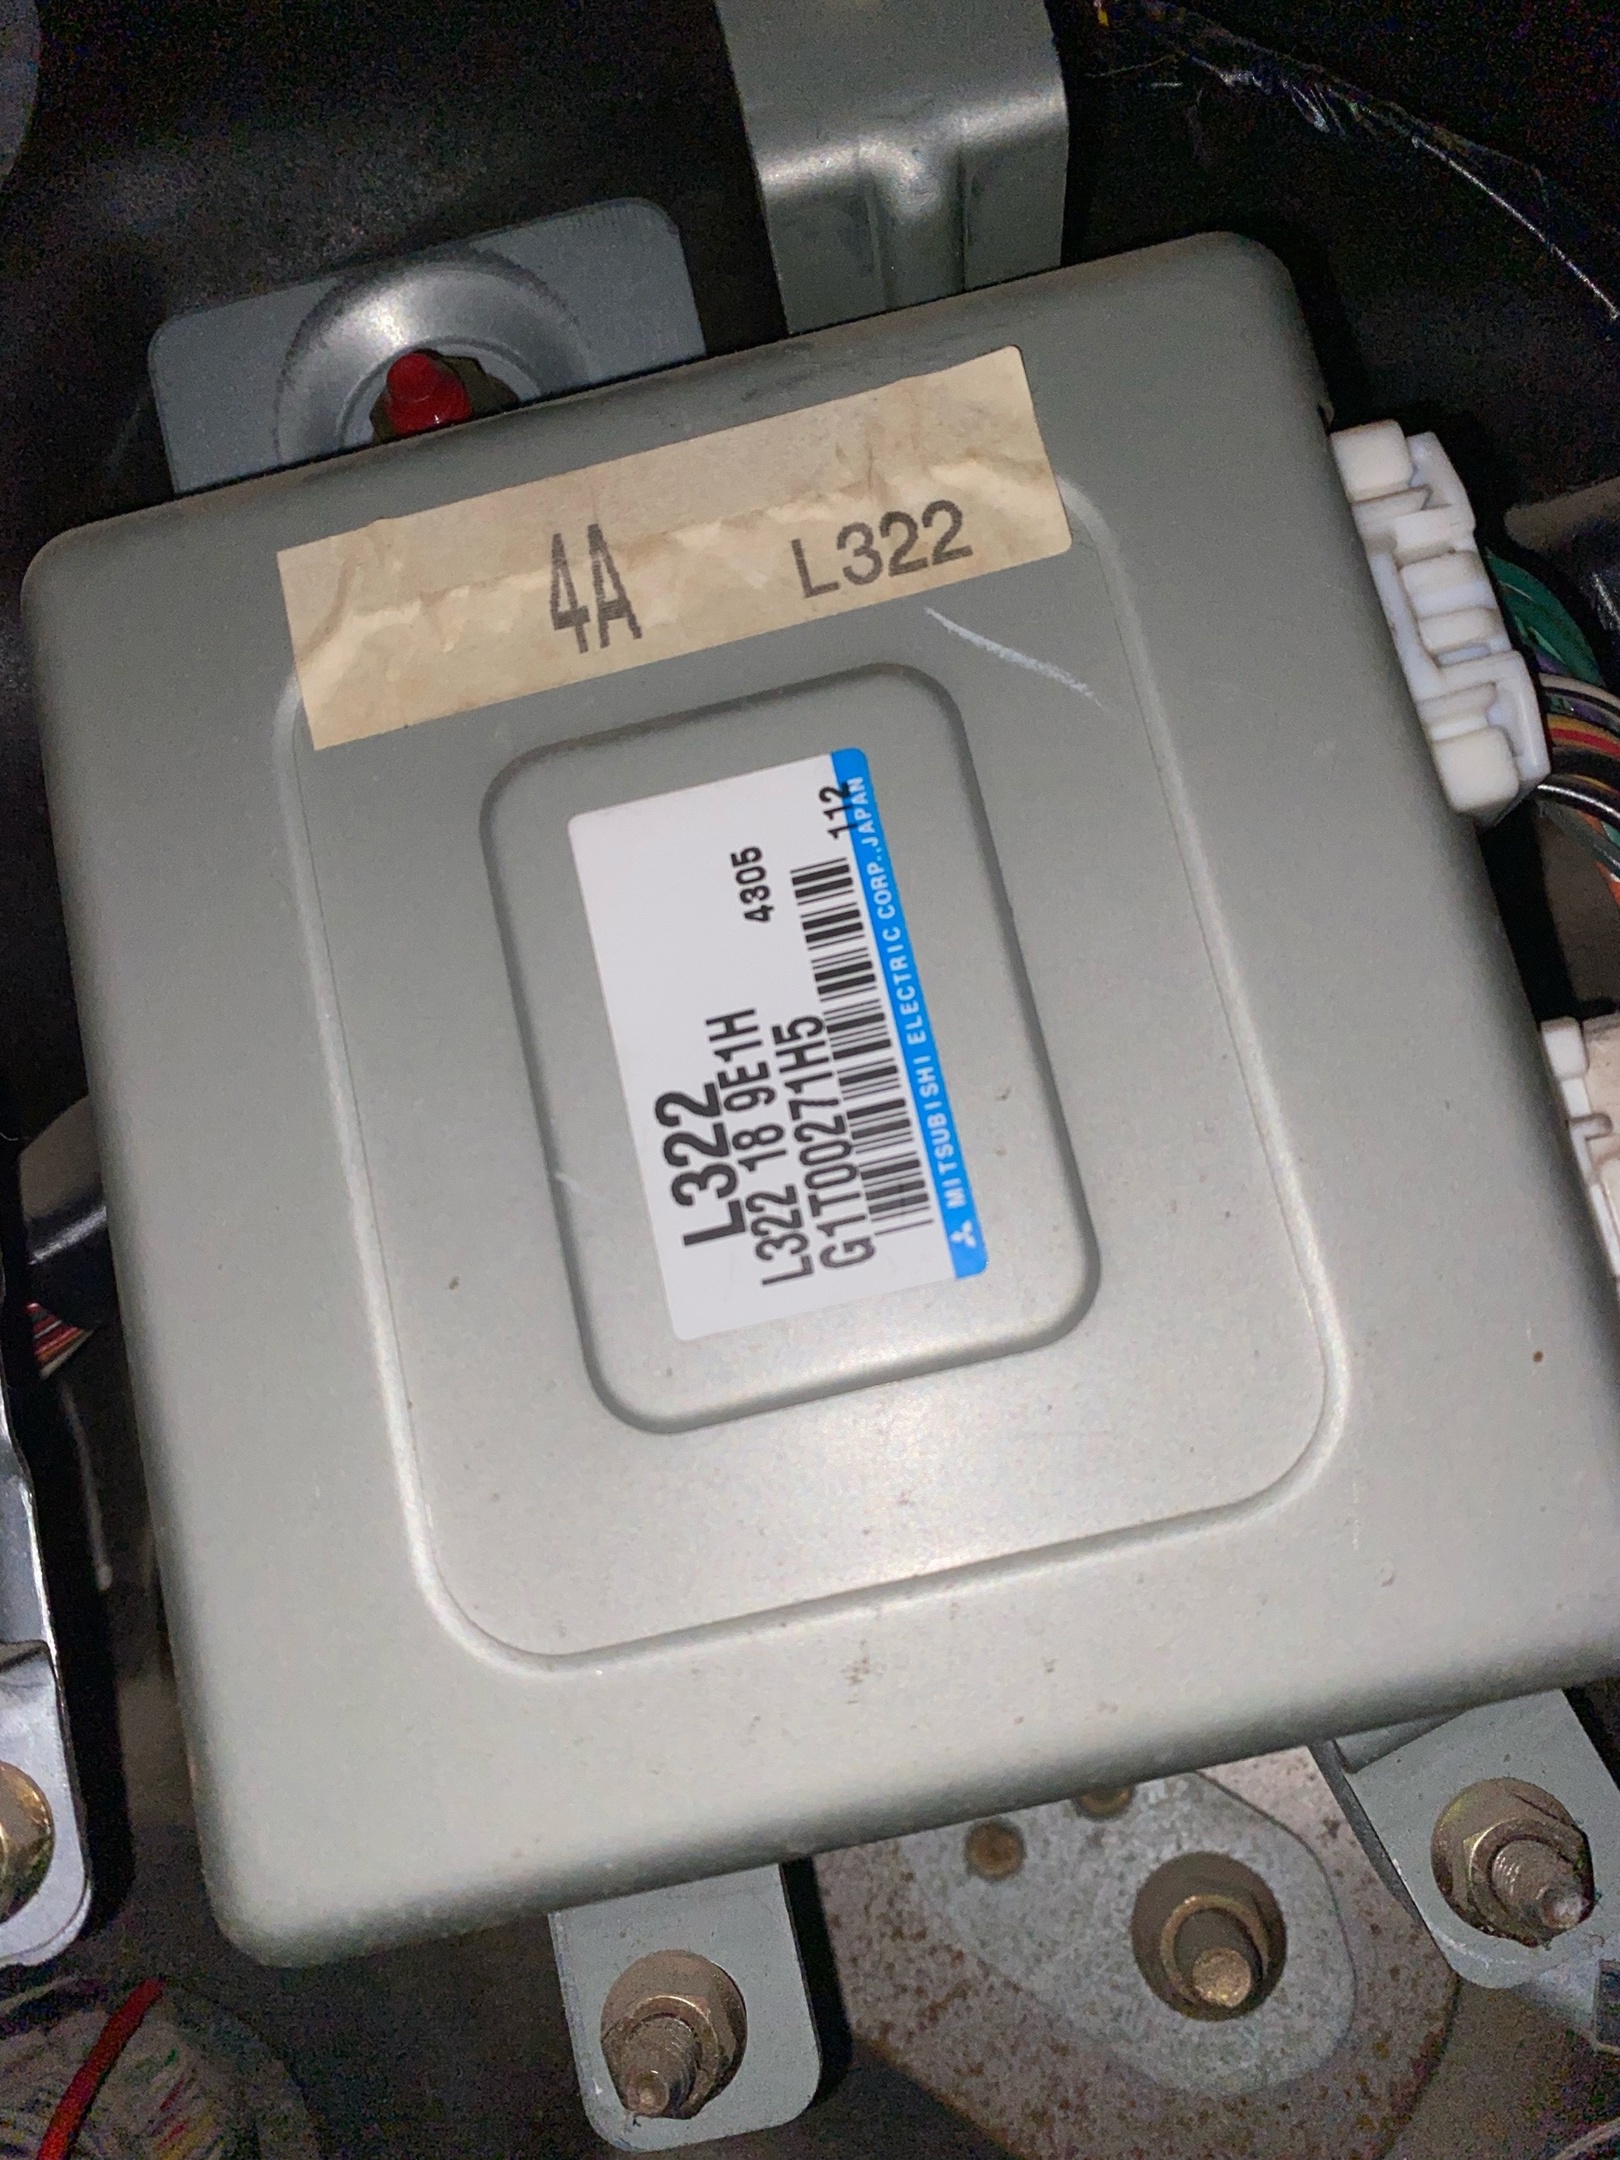 4A L322
L322
L322 18 9E1H 4305
G1T00271H5
112
MITSUBISHI ELECTRIC CORP. JAPAN